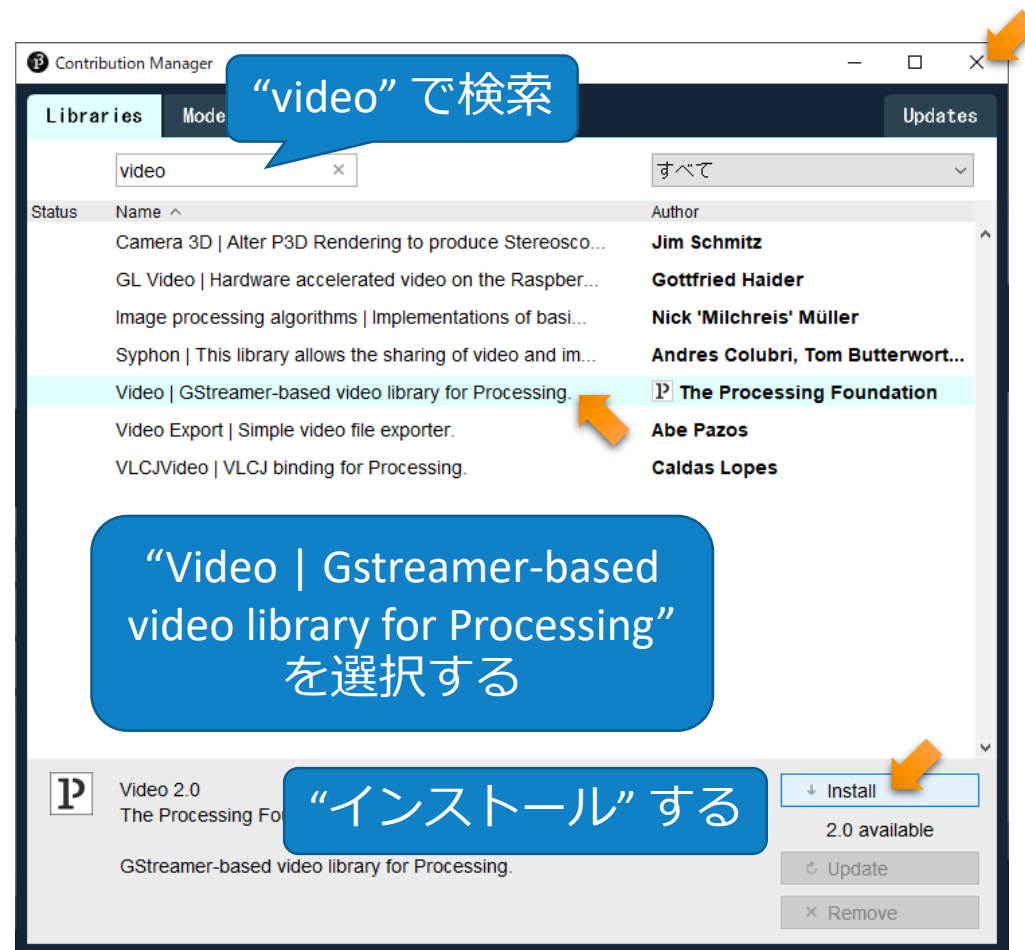 Contribution Manager
“video” で検索
Libraries Mode Updates
video × すべて
Status Name Author
Camera 3D | Alter P3D Rendering to produce Stereosco... Jim Schmitz
GL Video | Hardware accelerated video on the Raspber... Gottfried Haider
Image processing algorithms | Implementations of basi... Nick 'Milchreis' Müller
Syphon | This library allows the sharing of video and im... Andres Colubri, Tom Butterwort...
Video | GStreamer-based video library for Processing. The Processing Foundation
Video Export | Simple video file exporter. Abe Pazos
VLCJVideo | VLCJ binding for Processing. Caldas Lopes
“Video | Gstreamer-based
video library for Processing”
を選択する
Video 2.0
The Processing Fo
“インストール” する
Install
2.0 available
GStreamer-based video library for Processing.
Update
× Remove